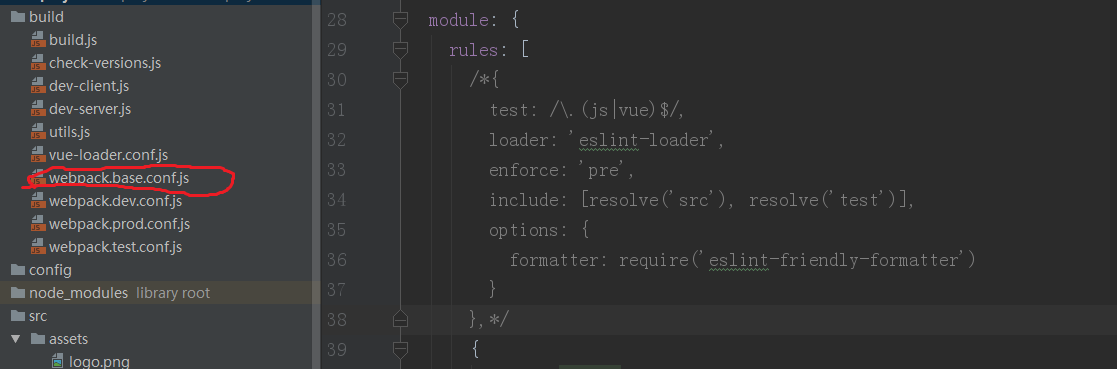 build
build.js
check-versions.js
dev-client.js
dev-server.js
utils.js
vue-loader.conf.js
webpack.base.conf.js
webpack.dev.conf.js
webpack.prod.conf.js
webpack.test.conf.js
config
node_modules library root
src
assets
logo.png
28 module: {
29 rules: [
30 /*{
31 test: /\.(js|vue)$/,
32 loader: 'eslint-loader',
33 enforce: 'pre',
34 include: [resolve('src'), resolve('test')],
35 options: {
36 formatter: require('eslint-friendly-formatter')
37 }
38 },*/
39 {